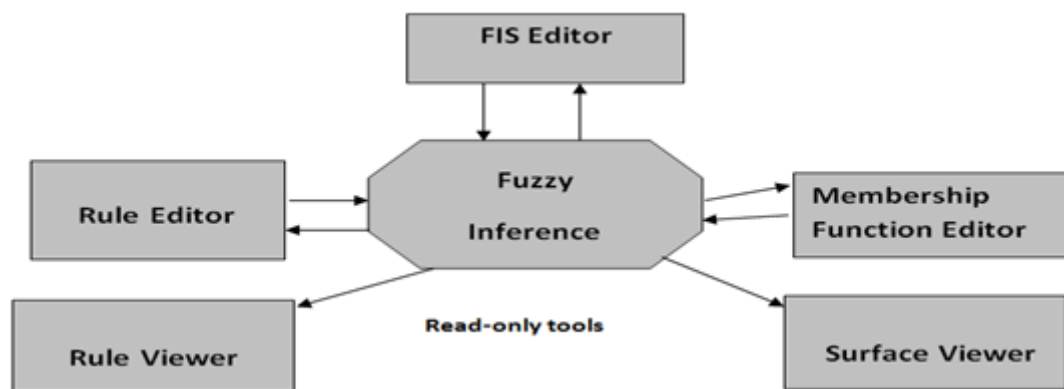 FIS Editor
Fuzzy
Inference
Rule Editor
Membership
Function Editor
Read-only tools
Rule Viewer
Surface Viewer